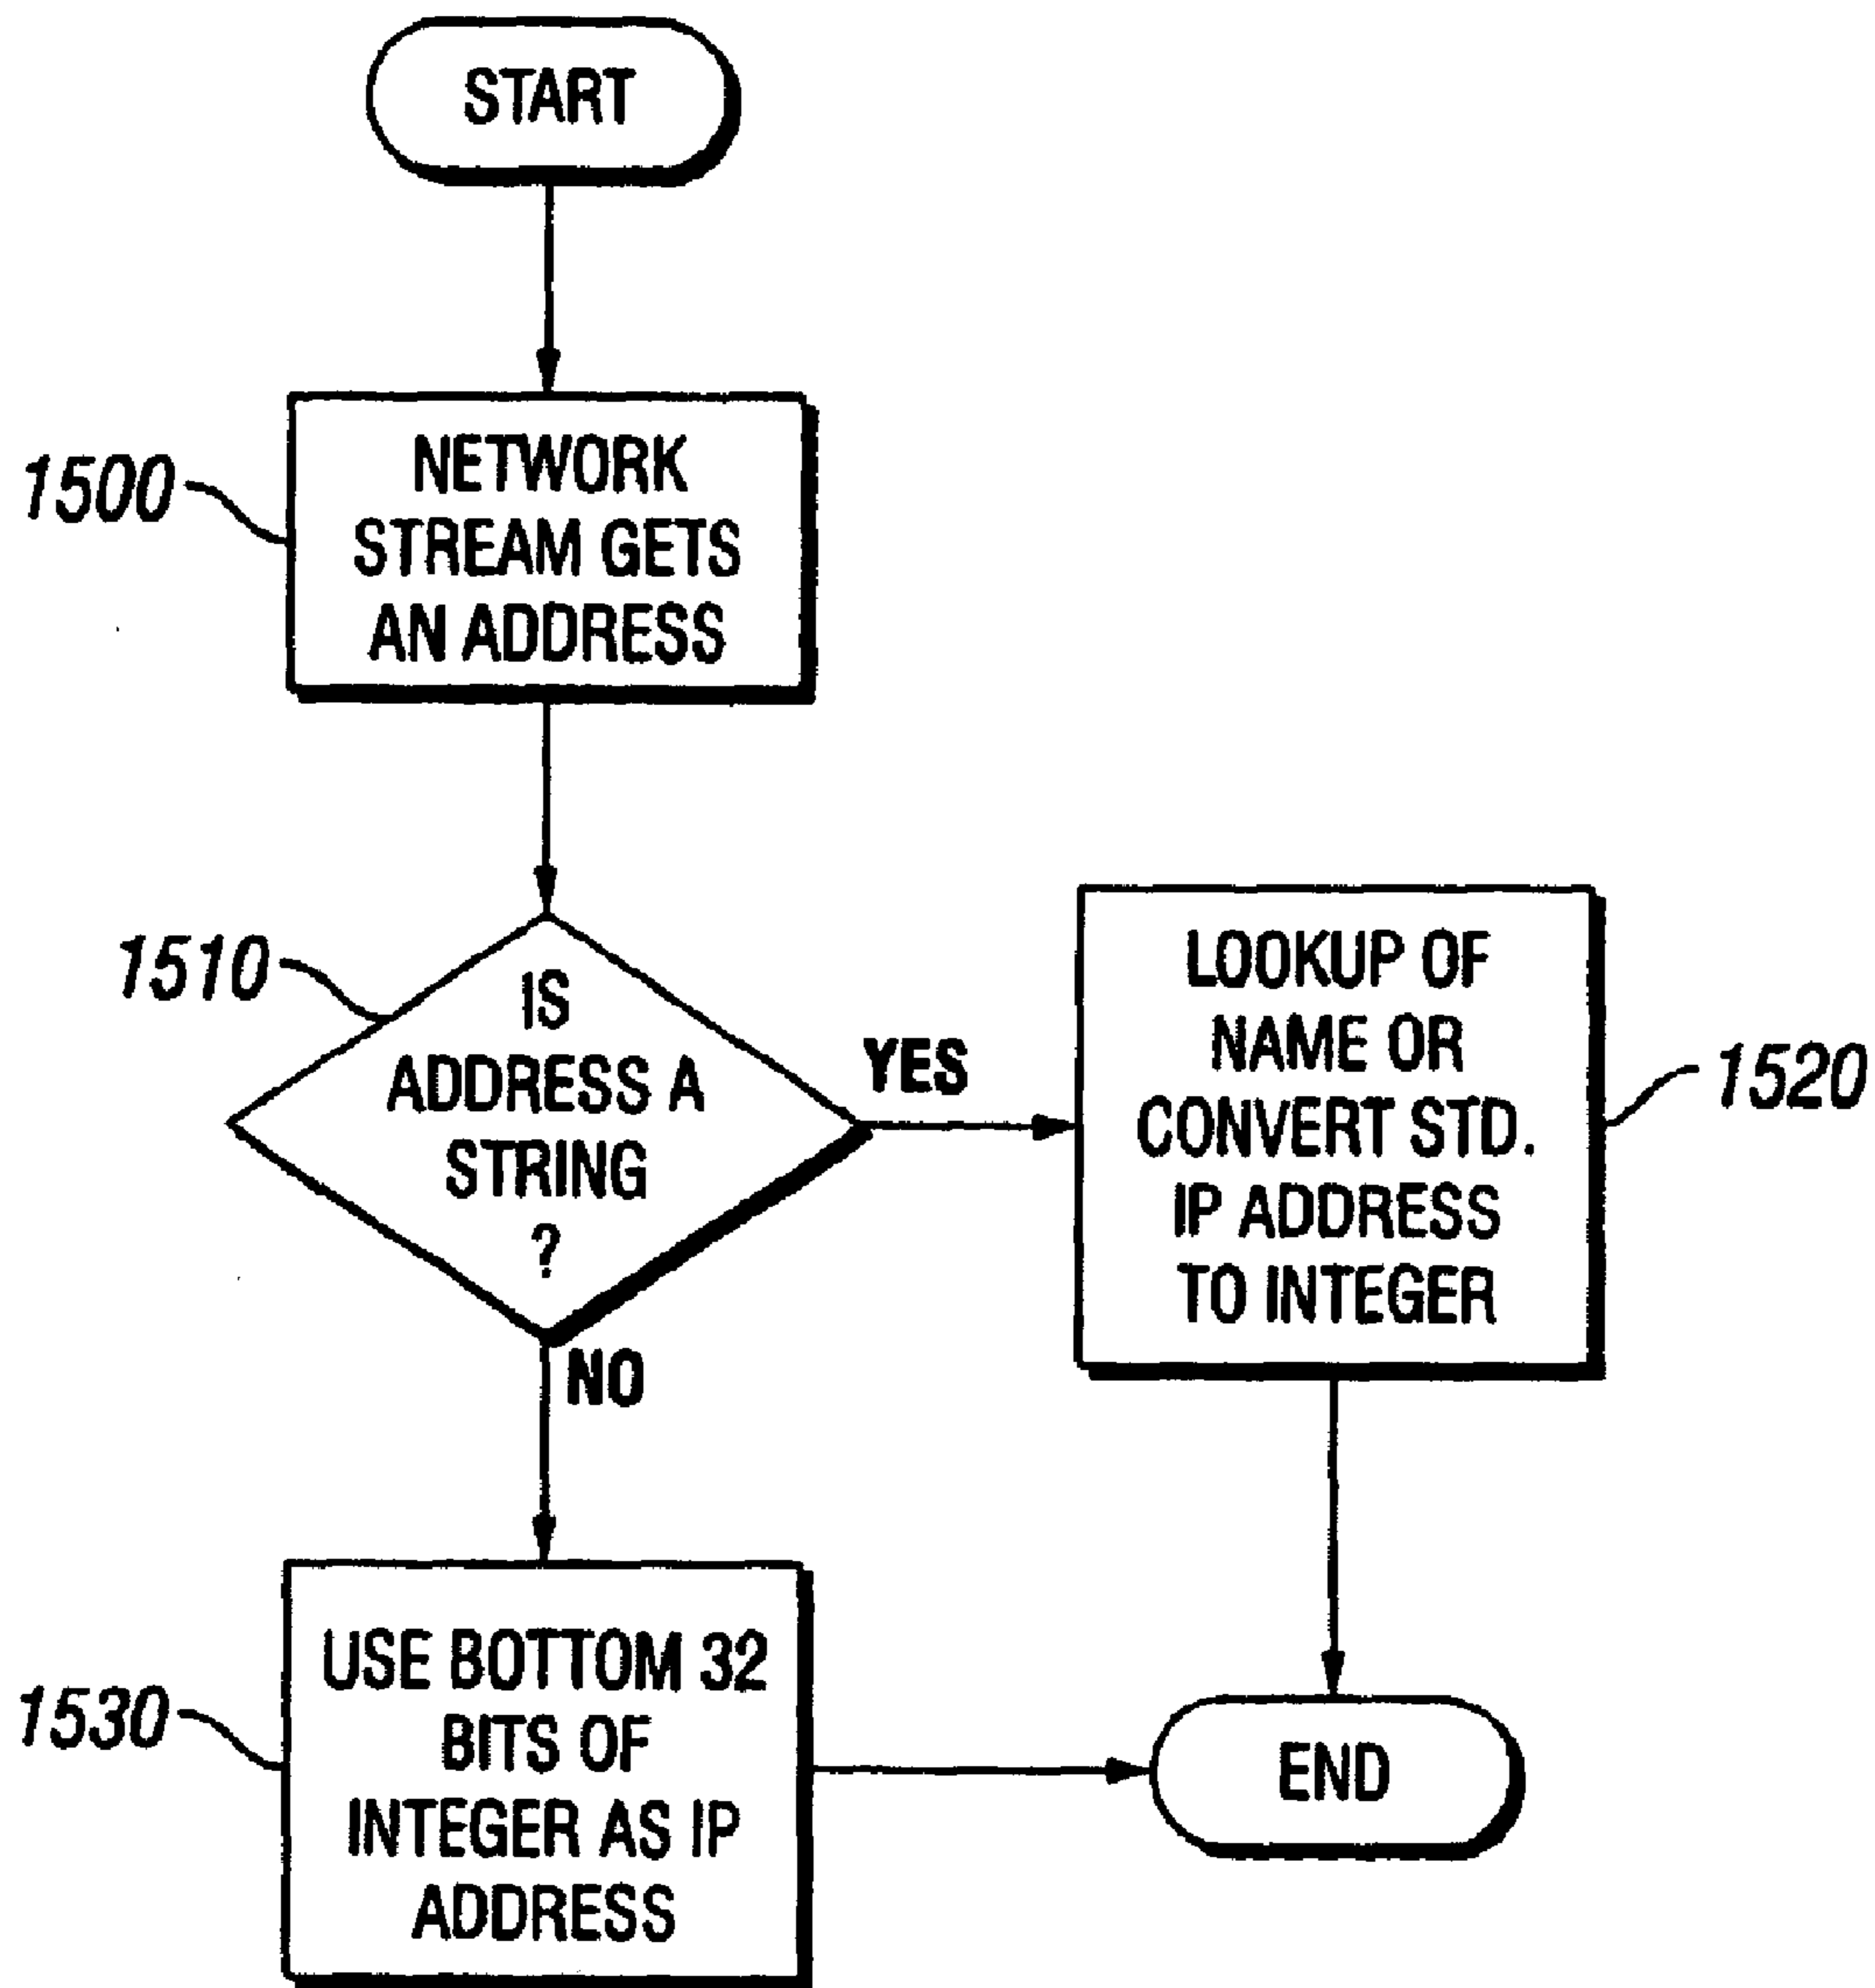 START
1500
NETWORK
STREAM GETS
AN ADDRESS
1510
IS
ADDRESS A
STRING
?
YES
NO
LOOKUP OF
NAME OR
CONVERT STD.
IP ADDRESS
TO INTEGER
1520
1530
USE BOTTOM 32
BITS OF
INTEGER AS IP
ADDRESS
END